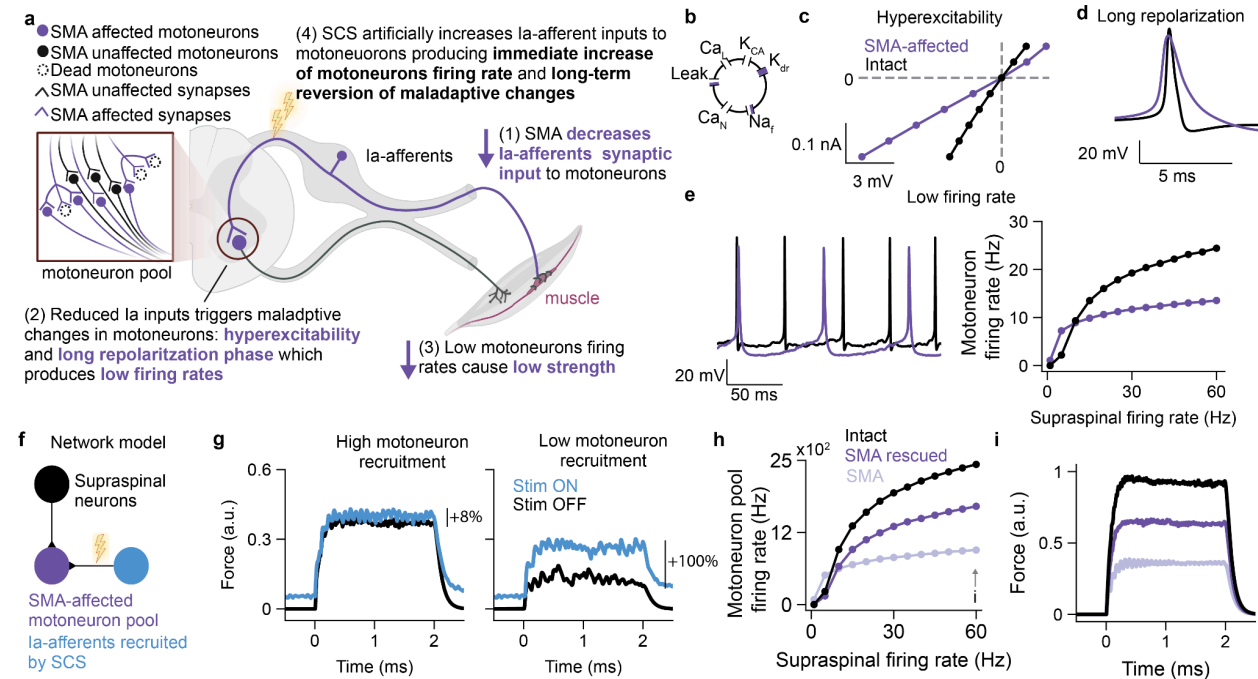 a
SMA affected motoneurons
SMA unaffected motoneurons
Dead motoneurons
SMA unaffected synapses
SMA affected synapses
(4) SCS artificially increases Ia-afferent inputs to
motoneuorons producing immediate increase
of motoneurons firing rate and long-term
reversion of maladaptive changes
Ia-afferents
(1) SMA decreases
Ia-afferents synaptic
input to motoneurons
motoneuron pool
muscle
(2) Reduced Ia inputs triggers maladptive
changes in motoneurons: hyperexcitability
and long repolaritzation phase which
produces low firing rates
(3) Low motoneurons firing
rates cause low strength
b
CaL
KCA
Kdr
Leak
CaN
Naf
c
Hyperexcitability
SMA-affected
Intact
0
0.1 nA
3 mV
0
d
Long repolarization
20 mV
5 ms
e
Low firing rate
20 mV
50 ms
Motoneuron
firing rate (Hz)
30
20
10
0
0
30
60
Supraspinal firing rate (Hz)
f
Network model
Supraspinal
neurons
SMA-affected
motoneuron pool
Ia-afferents recruited
by SCS
g
High motoneuron
recruitment
Force (a.u.)
0.6
0.3
0
+8%
0
1
2
Time (ms)
Low motoneuron
recruitment
Stim ON
Stim OFF
+100%
0
1
2
Time (ms)
h
Intact
SMA rescued
SMA
x10²
Motoneuron pool
firing rate (Hz)
25
12
0
i
0
30
60
Supraspinal firing rate (Hz)
i
Force (a.u.)
1
0.5
0
0
2
Time (ms)